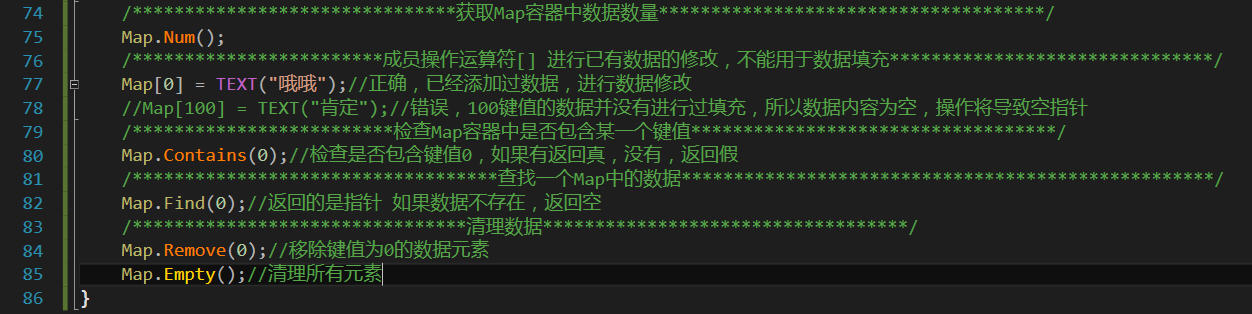 74 /*******************************获取Map容器中数据数量*************************************/
75 Map.Num();
76 /************************成员操作运算符[] 进行已有数据的修改，不能用于数据填充*******************************/
77 Map[0] = TEXT("哦哦");//正确，已经添加过数据，进行数据修改
78 //Map[100] = TEXT("肯定");//错误，100键值的数据并没有进行过填充，所以数据内容为空，操作将导致空指针
79 /*************************检查Map容器中是否包含某一个键值***********************************/
80 Map.Contains(0);//检查是否包含键值0，如果有返回真，没有，返回假
81 /***********************************查找一个Map中的数据***************************************************/
82 Map.Find(0);//返回的是指针 如果数据不存在，返回空
83 /********************************清理数据***********************************/
84 Map.Remove(0);//移除键值为0的数据元素
85 Map.Empty();//清理所有元素
86 }